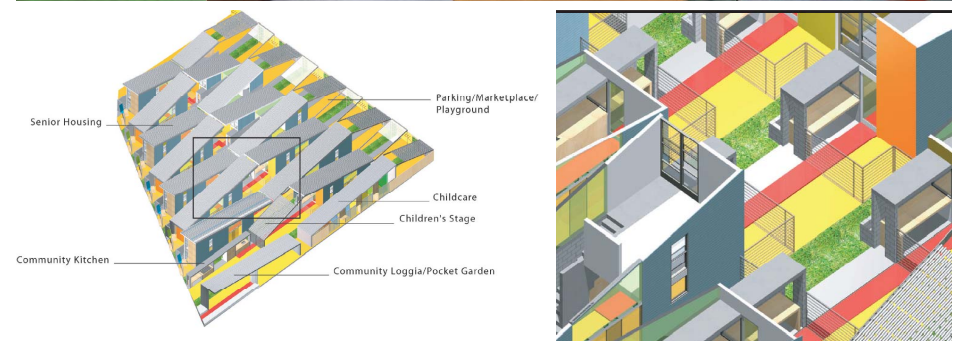 Parking/Marketplace/
Playground
Senior Housing
Childcare
Children's Stage
Community Kitchen
Community Loggia/Pocket Garden